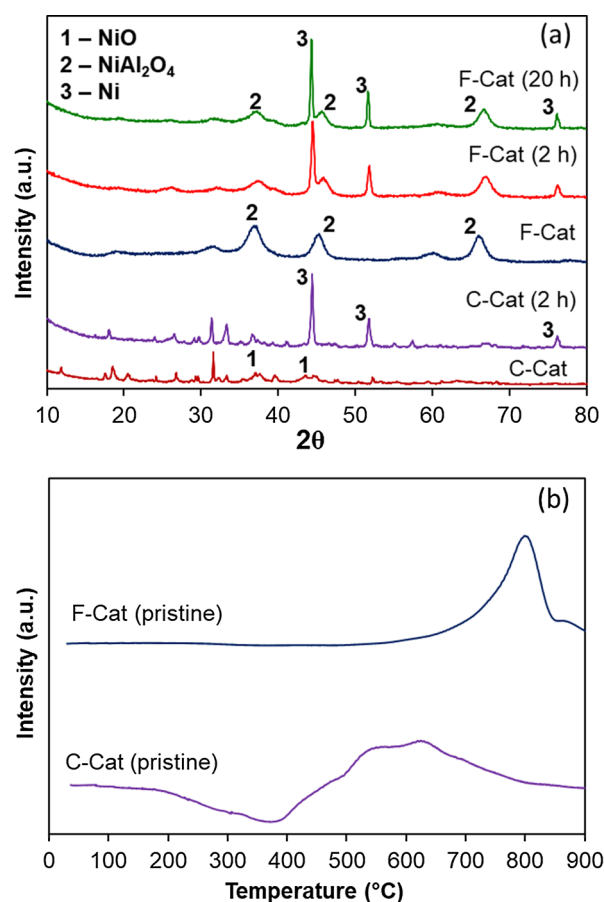 (a)
1 – NiO
2 – NiAl₂O₄
3 – Ni
3
3
2
2
2
3
F-Cat (20 h)
F-Cat (2 h)
2
2
2
F-Cat
3
3
3
C-Cat (2 h)
1
1
C-Cat
Intensity (a.u.)
10 20 30 40 50 60 70 80
2θ
(b)
F-Cat (pristine)
C-Cat (pristine)
Intensity (a.u.)
0 100 200 300 400 500 600 700 800 900
Temperature (°C)